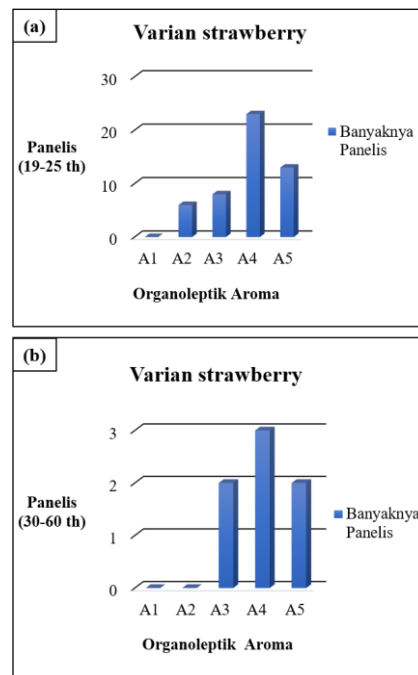 (a)
Varian strawberry
30
20
10
0
Panelis
(19-25 th)
A1 A2 A3 A4 A5
Organoleptik Aroma
Banyaknya
Panelis
(b)
Varian strawberry
3
2
1
0
Panelis
(30-60 th)
A1 A2 A3 A4 A5
Organoleptik Aroma
Banyaknya
Panelis